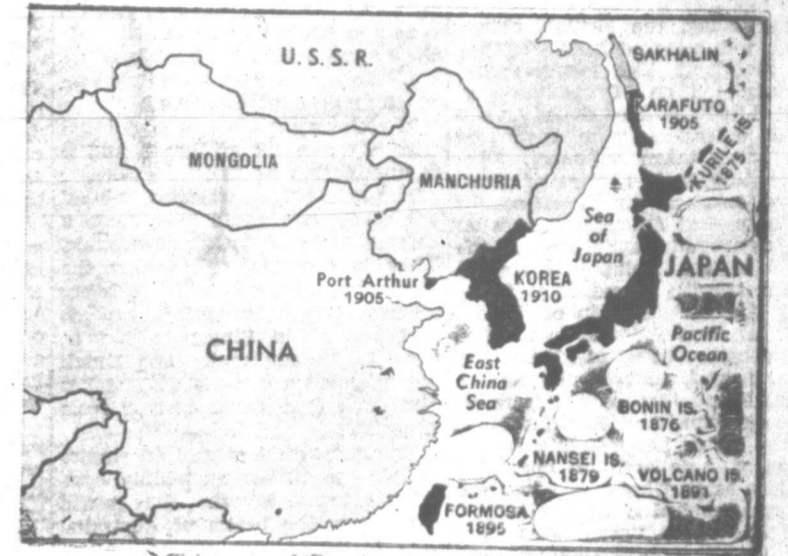 U. S. S. R.
SAKHALIN
KARAFUTO
1905
KURILE IS.
1875
MONGOLIA
MANCHURIA
Sea
of
Japan
JAPAN
Port Arthur
1905
KOREA
1910
CHINA
Pacific
Ocean
East
China
Sea
BONIN IS.
1876
NANSEI IS.
1879
VOLCANO IS.
1891
FORMOSA
1895